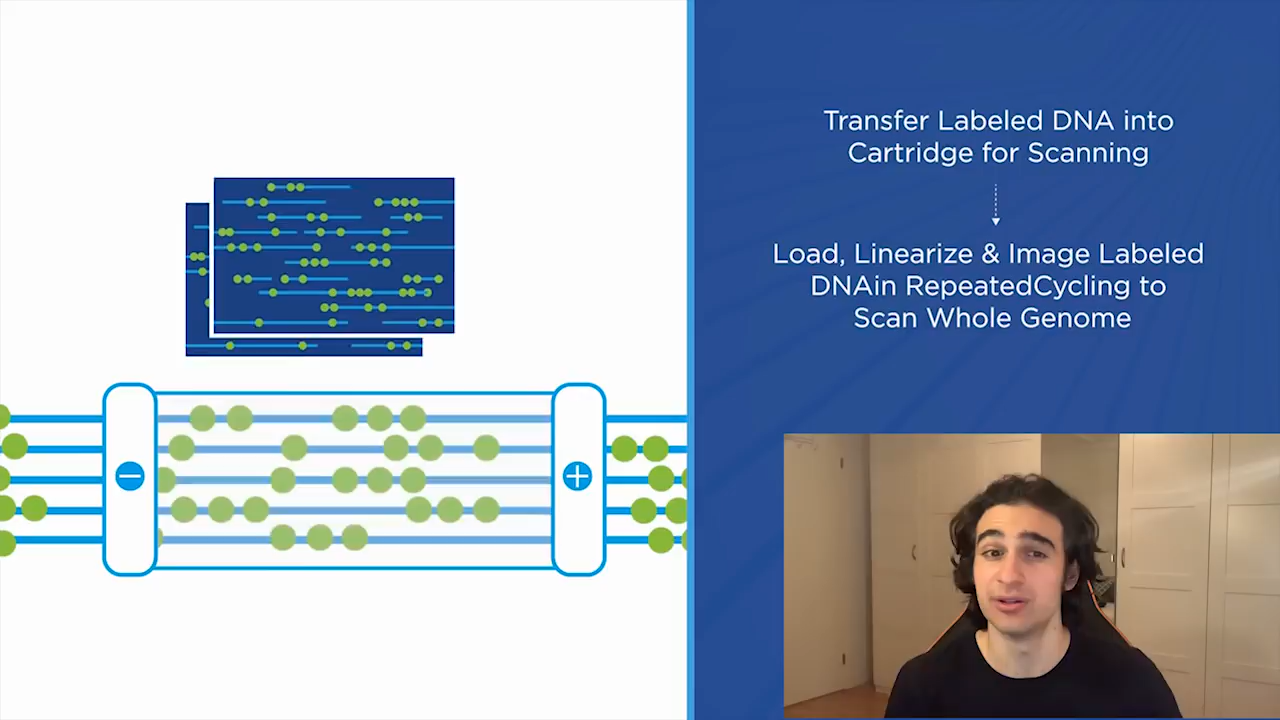 Transfer Labeled DNA into
Cartridge for Scanning
Load, Linearize & Image Labeled
DNAin RepeatedCycling to
Scan Whole Genome